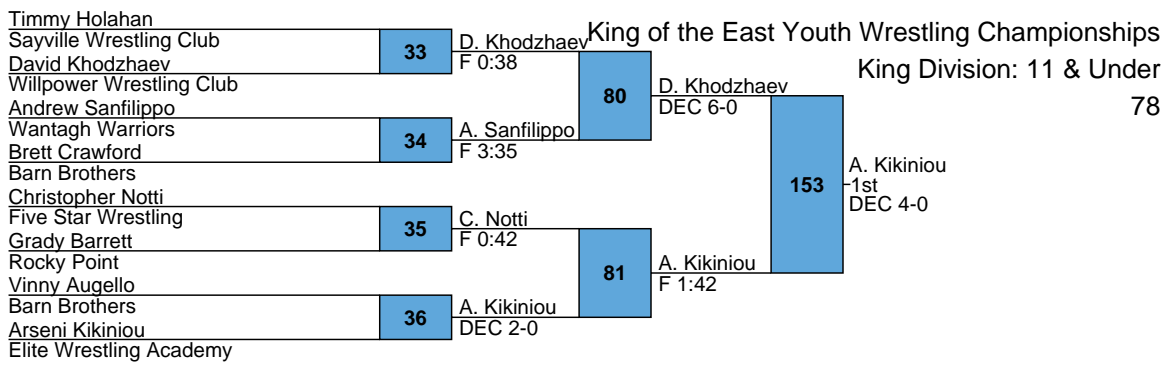 King of the East Youth Wrestling Championships
King Division: 11 & Under
78
Timmy Holahan
Sayville Wrestling Club
33
David Khodzhaev
Willpower Wrestling Club
D. Khodzhaev
F 0:38
80
Andrew Sanfilippo
Wantagh Warriors
34
Brett Crawford
Barn Brothers
A. Sanfilippo
F 3:35
D. Khodzhaev
DEC 6-0
153
A. Kikiniou
1st
DEC 4-0
Christopher Notti
Five Star Wrestling
35
Grady Barrett
Rocky Point
C. Notti
F 0:42
81
Vinny Augello
Barn Brothers
36
Arseni Kikiniou
Elite Wrestling Academy
A. Kikiniou
DEC 2-0
A. Kikiniou
F 1:42